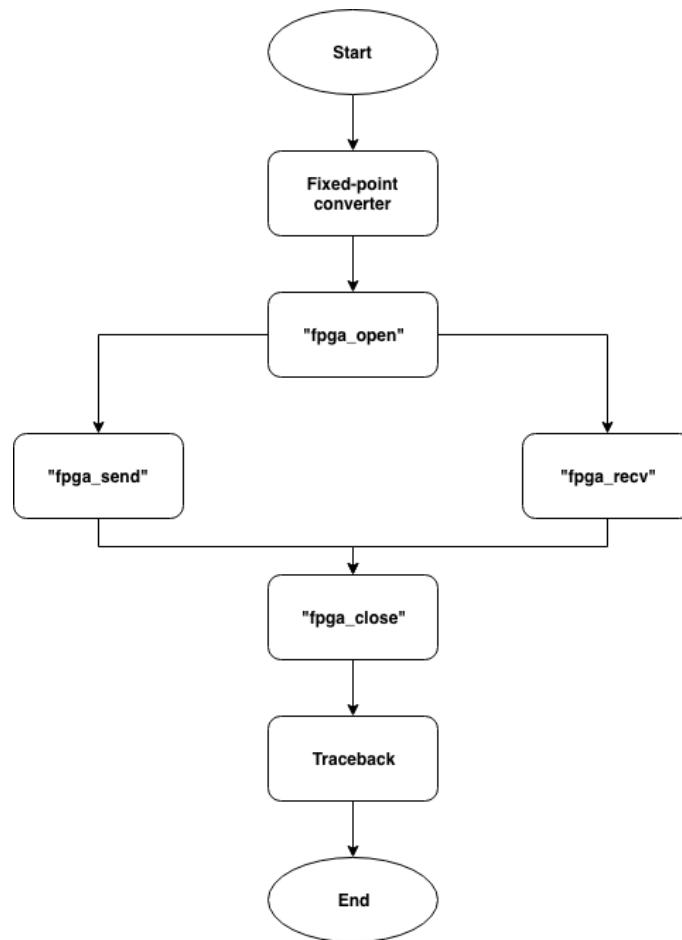 Start
Fixed-point
converter
"fpga_open"
"fpga_send"
"fpga_recv"
"fpga_close"
Traceback
End